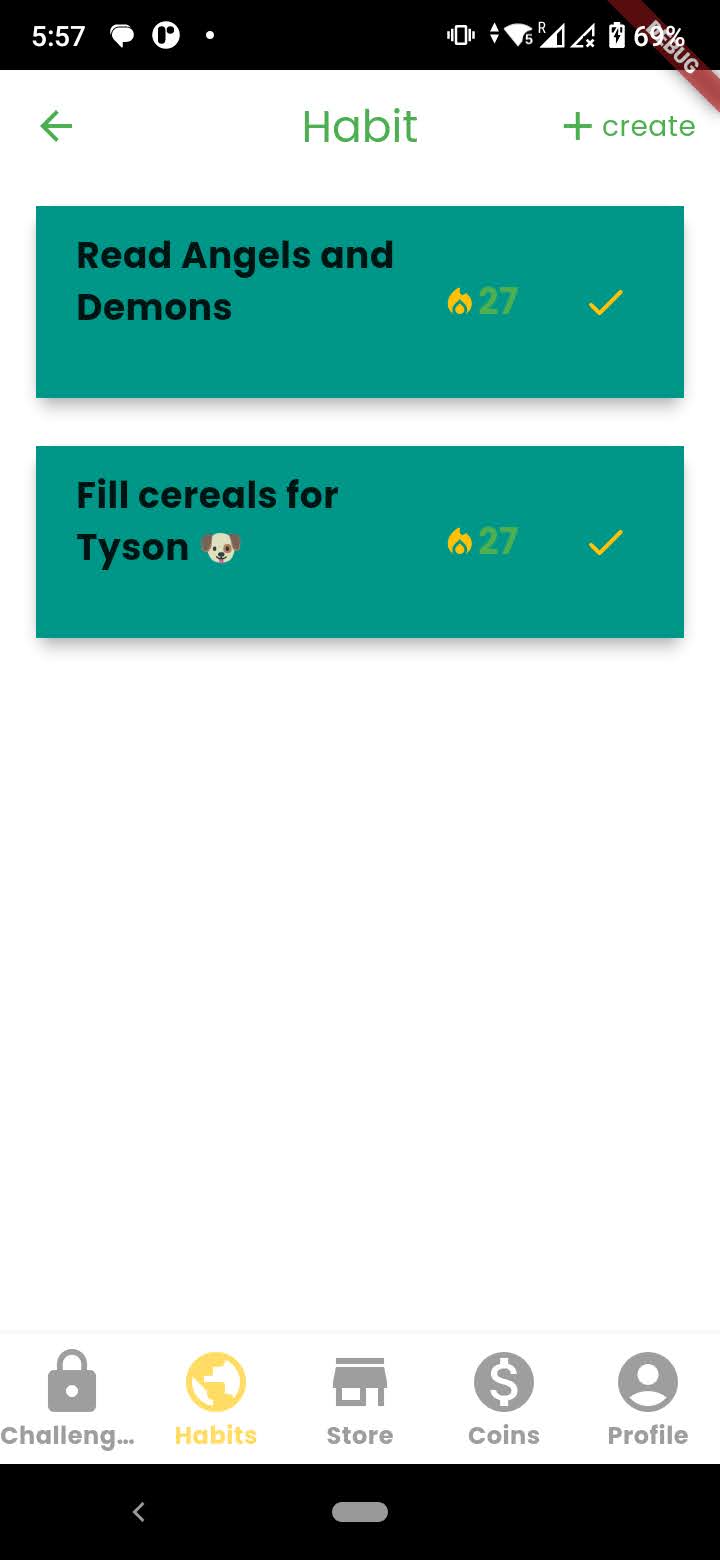 5:57
R
5
69%
DEBUG
Habit
create
Read Angels and
Demons
27
Fill cereals for
Tyson 🐶
27
Challeng...
Habits
Store
Coins
Profile